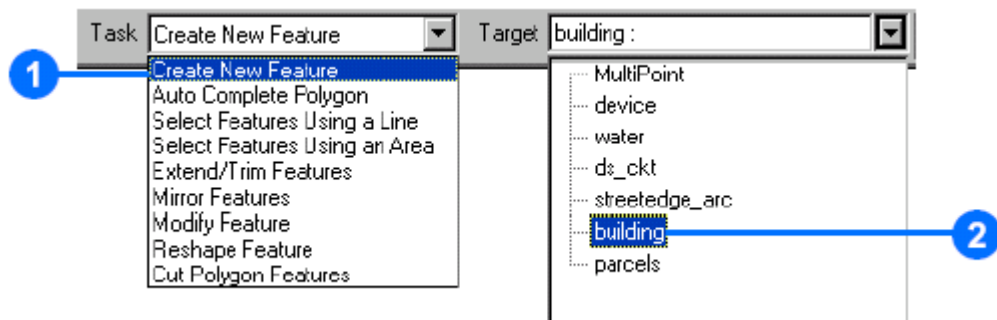 Task Create New Feature Target building :
1 Create New Feature
Auto Complete Polygon
Select Features Using a Line
Select Features Using an Area
Extend/Trim Features
Mirror Features
Modify Feature
Reshape Feature
Cut Polygon Features
MultiPoint
device
water
ds_ckt
streetedge_arc
building 2
parcels